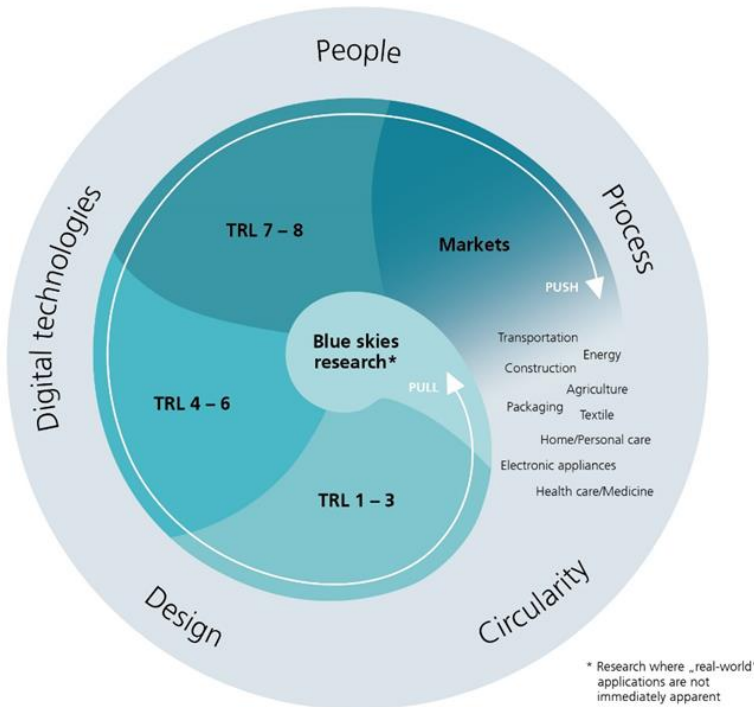 People
Process
Digital technologies
TRL 7 – 8
Markets
PUSH
Blue skies
research*
PULL
Transportation
Energy
Construction
Agriculture
Packaging
Textile
Home/Personal care
Electronic appliances
Health care/Medicine
TRL 4 – 6
TRL 1 – 3
Design
Circularity
* Research where „real-world“
applications are not
immediately apparent